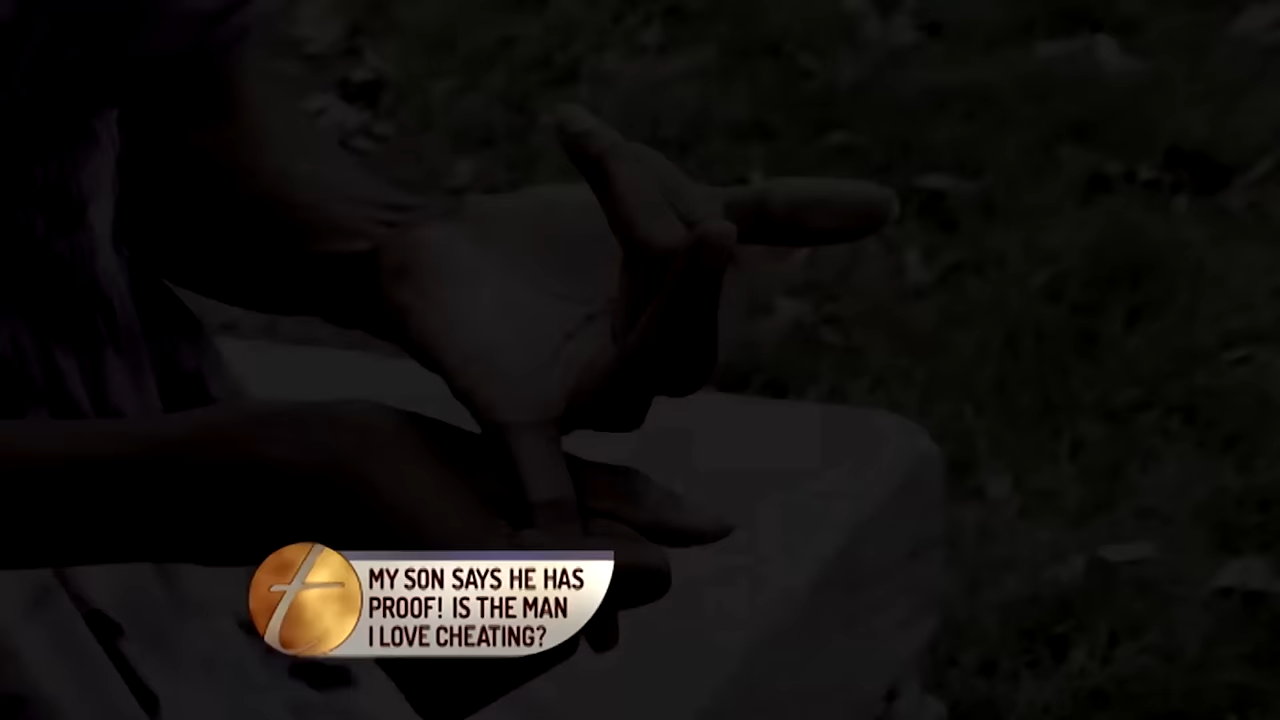 t
MY SON SAYS HE HAS
PROOF! IS THE MAN
I LOVE CHEATING?